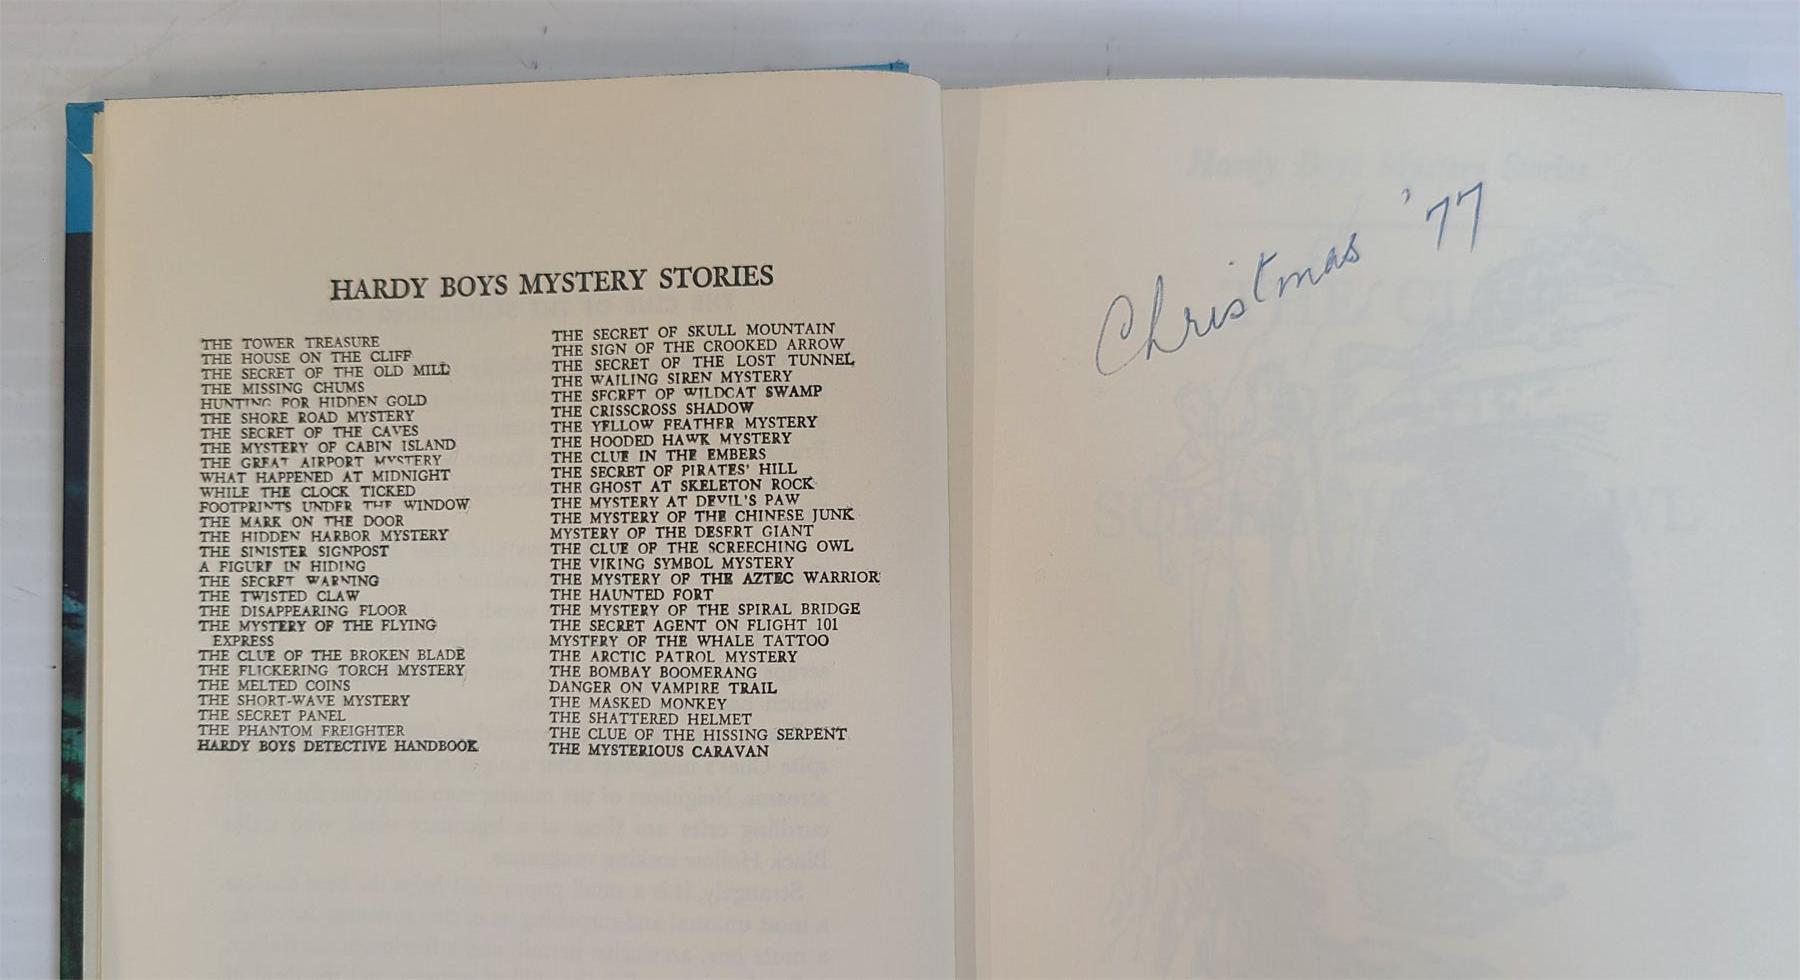 HARDY BOYS MYSTERY STORIES
THE TOWER TREASURE
THE HOUSE ON THE CLIFF
THE SECRET OF THE OLD MILL
THE MISSING CHUMS
HUNTING FOR HIDDEN GOLD
THE SHORE ROAD MYSTERY
THE SECRET OF THE CAVES
THE MYSTERY OF CABIN ISLAND
THE GREAT AIRPORT MYSTERY
WHAT HAPPENED AT MIDNIGHT
WHILE THE CLOCK TICKED
FOOTPRINTS UNDER THE WINDOW
THE MARK ON THE DOOR
THE HIDDEN HARBOR MYSTERY
THE SINISTER SIGNPOST
A FIGURE IN HIDING
THE SECRET WARNING
THE TWISTED CLAW
THE DISAPPEARING FLOOR
THE MYSTERY OF THE FLYING
EXPRESS
THE CLUE OF THE BROKEN BLADE
THE FLICKERING TORCH MYSTERY
THE MELTED COINS
THE SHORT-WAVE MYSTERY
THE SECRET PANEL
THE PHANTOM FREIGHTER
HARDY BOYS DETECTIVE HANDBOOK
THE SECRET OF SKULL MOUNTAIN
THE SIGN OF THE CROOKED ARROW
THE SECRET OF THE LOST TUNNEL
THE WAILING SIREN MYSTERY
THE SECRET OF WILDCAT SWAMP
THE CRISSCROSS SHADOW
THE YELLOW FEATHER MYSTERY
THE HOODED HAWK MYSTERY
THE CLUE IN THE EMBERS
THE SECRET OF PIRATES' HILL
THE GHOST AT SKELETON ROCK
THE MYSTERY AT DEVIL'S PAW
THE MYSTERY OF THE CHINESE JUNK
MYSTERY OF THE DESERT GIANT
THE CLUE OF THE SCREECHING OWL
THE VIKING SYMBOL MYSTERY
THE MYSTERY OF THE AZTEC WARRIOR
THE HAUNTED FORT
THE MYSTERY OF THE SPIRAL BRIDGE
THE SECRET AGENT ON FLIGHT 101
MYSTERY OF THE WHALE TATTOO
THE ARCTIC PATROL MYSTERY
THE BOMBAY BOOMERANG
DANGER ON VAMPIRE TRAIL
THE MASKED MONKEY
THE SHATTERED HELMET
THE CLUE OF THE HISSING SERPENT
THE MYSTERIOUS CARAVAN
Christmas '77